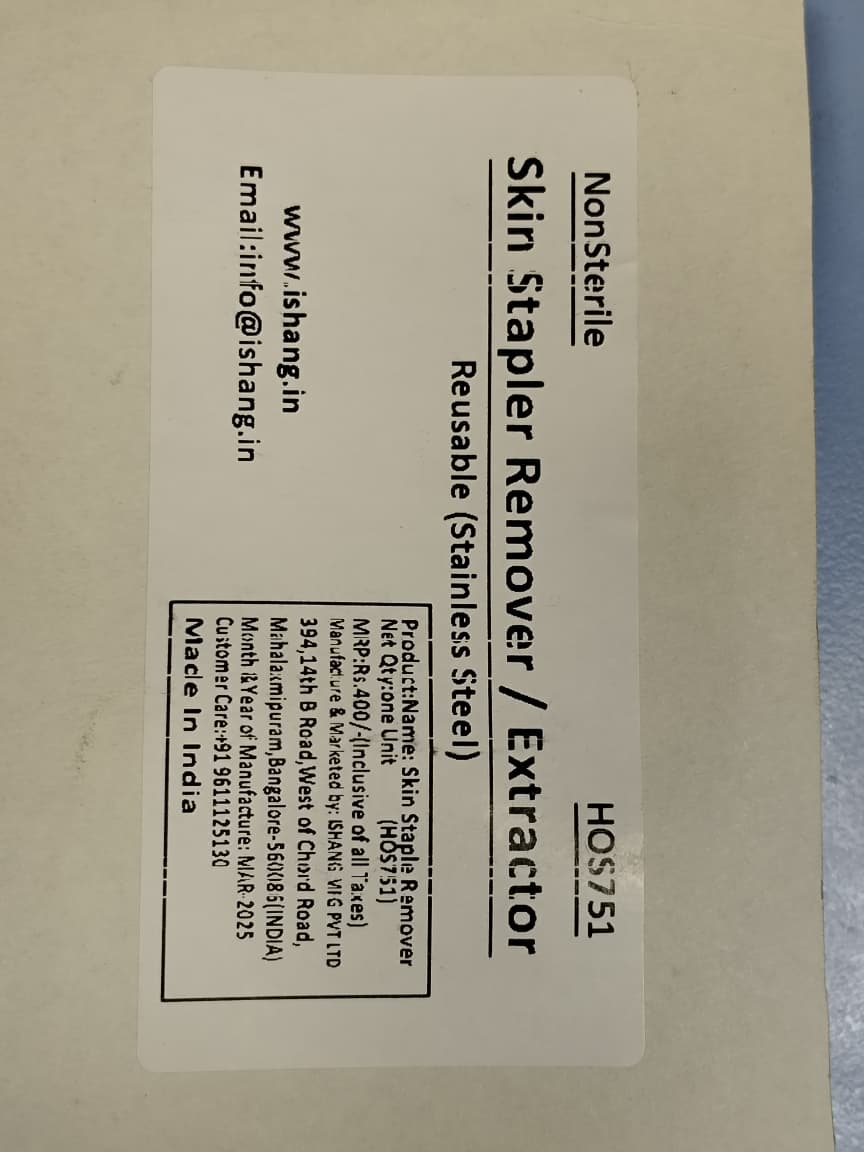 NonSterile HOS751
Skin Stapler Remover / Extractor
Reusable (Stainless Steel)
www.ishang.in
Email:info@ishang.in
Product:Name: Skin Staple Remover
Net Qty:one Unit (HOS751)
MRP:Rs.400/-(Inclusive of all Taxes)
Manufacture & Marketed by: ISHANG MFG PVT LTD
394,14th B Road,West of Chord Road,
Mahalaxmipuram,Bangalore-560086(INDIA)
Month & Year of Manufacture: MAR-2025
Customer Care:+91 9611125130
Made In India